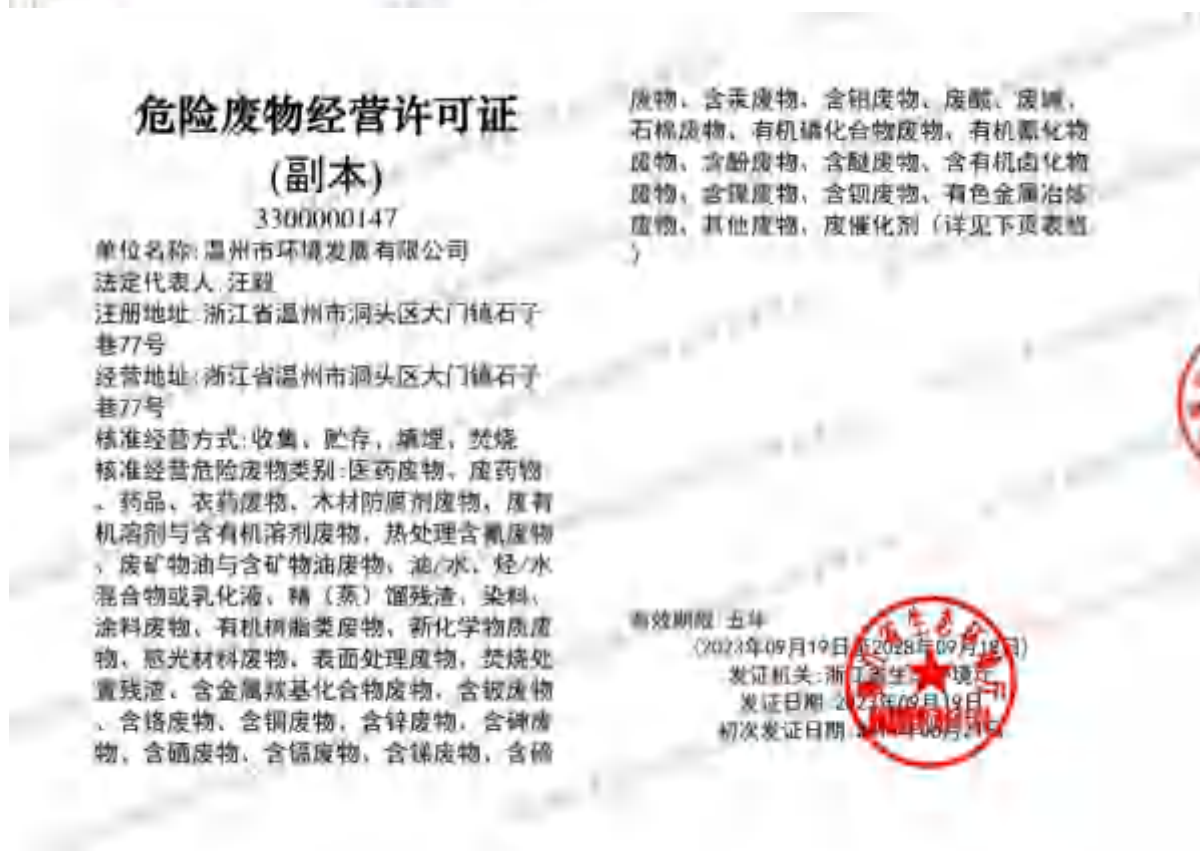 危险废物经营许可证
(副本)
3300000147
单位名称:温州市环境发展有限公司
法定代表人:汪毅
注册地址:浙江省温州市洞头区大门镇石子
巷77号
经营地址:浙江省温州市洞头区大门镇石子
巷77号
核准经营方式:收集、贮存、填埋、焚烧
核准经营危险废物类别:医药废物、废药物
、药品、农药废物、木材防腐剂废物、废有
机溶剂与含有机溶剂废物、热处理含氰废物
、废矿物油与含矿物油废物、油/水、烃/水
混合物或乳化液、精（蒸）馏残渣、染料、
涂料废物、有机树脂类废物、新化学物质废
物、感光材料废物、表面处理废物、焚烧处
置残渣、含金属羰基化合物废物、含铍废物
、含铬废物、含铜废物、含锌废物、含砷废
物、含硒废物、含镉废物、含锑废物、含碲
废物、含汞废物、含铅废物、废酸、废碱、
石棉废物、有机磷化合物废物、有机氰化物
废物、含酚废物、含醚废物、含有机卤化物
废物、含镍废物、含钡废物、有色金属冶炼
废物、其他废物、废催化剂（详见下页表格
）
有效期限:五年
(2023年09月19日至2028年09月18日)
发证机关:浙江省生态环境厅
发证日期:2023年09月19日
初次发证日期